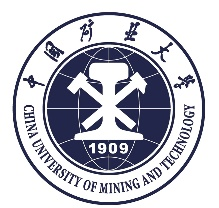 中国矿业大学
1909
CHINA UNIVERSITY OF MINING AND TECHNOLOGY